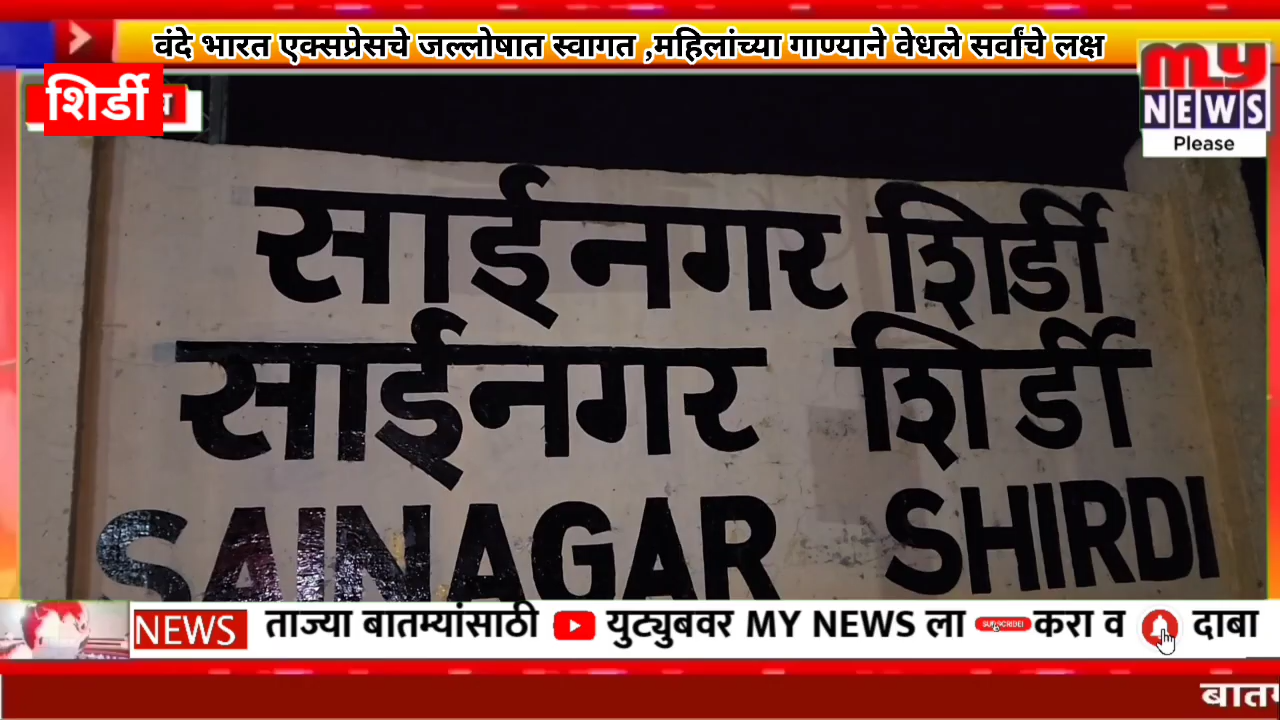 वंदे भारत एक्सप्रेसचे जल्लोषात स्वागत ,महिलांच्या गाण्याने वेधले सर्वांचे लक्ष
शिर्डी
my
NEWS
Please
साईनगर शिर्डी
साईनगर शिर्डी
SAINAGAR SHIRDI
NEWS ताज्या बातम्यांसाठी युट्युबवर MY NEWS ला SUBSCRIBE! करा व दाबा